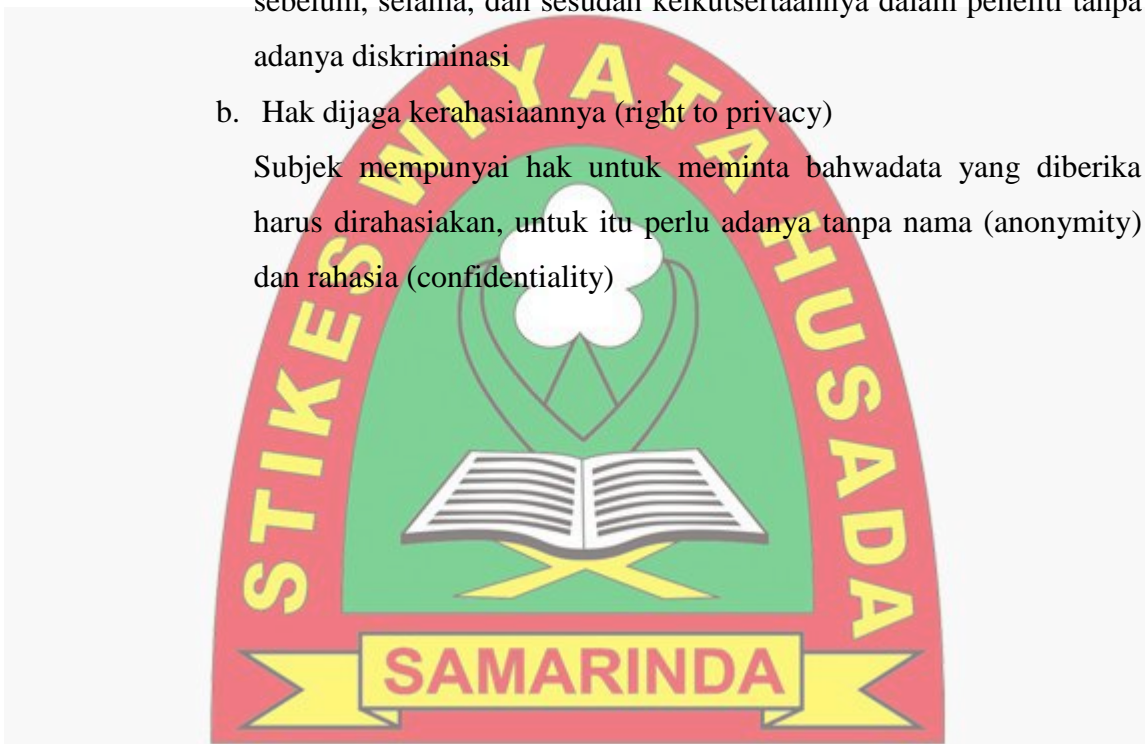 sebelum, selama, dan sesudah keikutsertaannya dalam peneliti tanpa
adanya diskriminasi
b. Hak dijaga kerahasiaannya (right to privacy)
Subjek mempunyai hak untuk meminta bahwadata yang diberika
harus dirahasiakan, untuk itu perlu adanya tanpa nama (anonymity)
dan rahasia (confidentiality)
STIKES WIYATA HUSADA
SAMARINDA